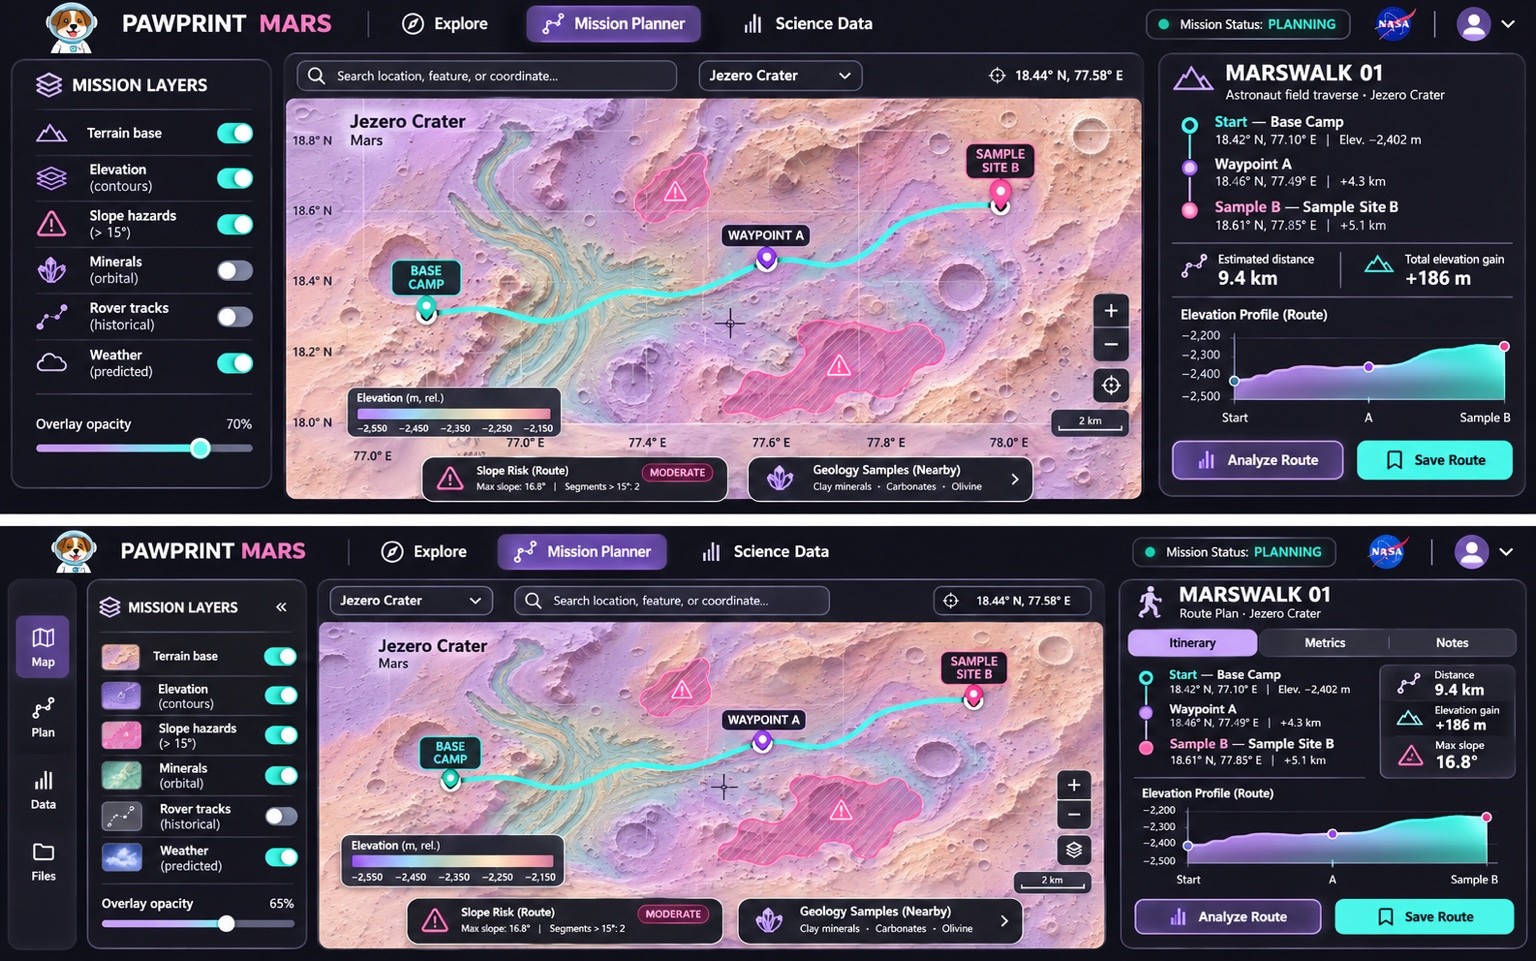 PAWPRINT MARS
Explore
Mission Planner
Science Data
Mission Status: PLANNING
NASA
MISSION LAYERS
Terrain base
Elevation
(contours)
Slope hazards
(> 15°)
Minerals
(orbital)
Rover tracks
(historical)
Weather
(predicted)
Overlay opacity 70%
Search location, feature, or coordinate...
Jezero Crater
18.44° N, 77.58° E
Jezero Crater
Mars
18.8° N
18.6° N
18.4° N
18.2° N
18.0° N
BASE
CAMP
WAYPOINT A
SAMPLE
SITE B
Elevation (m, rel.)
−2,550 −2,450 −2,350 −2,250 −2,150
77.0° E
77.0° E 77.4° E 77.6° E 77.8° E 78.0° E
+
−
2 km
Slope Risk (Route)
MODERATE
Max slope: 16.8° | Segments > 15°: 2
Geology Samples (Nearby)
Clay minerals • Carbonates • Olivine
MARSWALK 01
Astronaut field traverse • Jezero Crater
Start — Base Camp
18.42° N, 77.10° E | Elev. −2,402 m
Waypoint A
18.46° N, 77.49° E | +4.3 km
Sample B — Sample Site B
18.61° N, 77.85° E | +5.1 km
Estimated distance
9.4 km
Total elevation gain
+186 m
Elevation Profile (Route)
−2,200
−2,300
−2,400
−2,500
Start A Sample B
Analyze Route
Save Route
PAWPRINT MARS
Explore
Mission Planner
Science Data
Mission Status: PLANNING
NASA
Map
Plan
Data
Files
MISSION LAYERS «
Terrain base
Elevation
(contours)
Slope hazards
(> 15°)
Minerals
(orbital)
Rover tracks
(historical)
Weather
(predicted)
Overlay opacity 65%
Jezero Crater
Search location, feature, or coordinate...
18.44° N, 77.58° E
Jezero Crater
Mars
BASE
CAMP
WAYPOINT A
SAMPLE
SITE B
Elevation (m, rel.)
−2,550 −2,450 −2,350 −2,250 −2,150
+
−
2 km
Slope Risk (Route)
MODERATE
Max slope: 16.8° | Segments > 15°: 2
Geology Samples (Nearby)
Clay minerals • Carbonates • Olivine
MARSWALK 01
Route Plan • Jezero Crater
Itinerary
Metrics
Notes
Start — Base Camp
18.42° N, 77.10° E | Elev. −2,402 m
Waypoint A
18.46° N, 77.49° E | +4.3 km
Sample B — Sample Site B
18.61° N, 77.85° E | +5.1 km
Distance
9.4 km
Elevation gain
+186 m
Max slope
16.8°
Elevation Profile (Route)
−2,200
−2,300
−2,400
−2,500
Start A Sample B
Analyze Route
Save Route